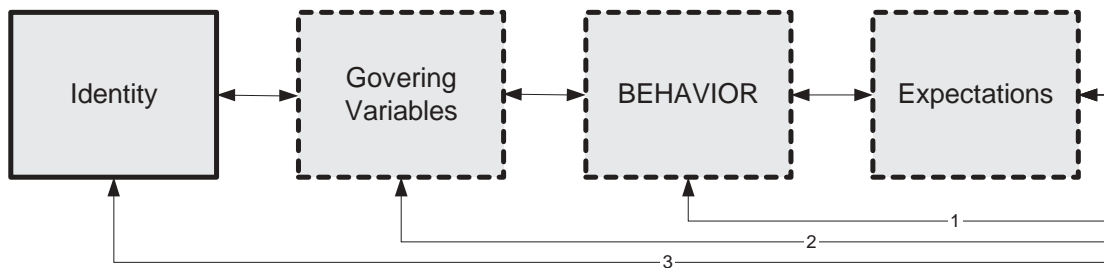 Identity
Govering
Variables
BEHAVIOR
Expectations
1
2
3